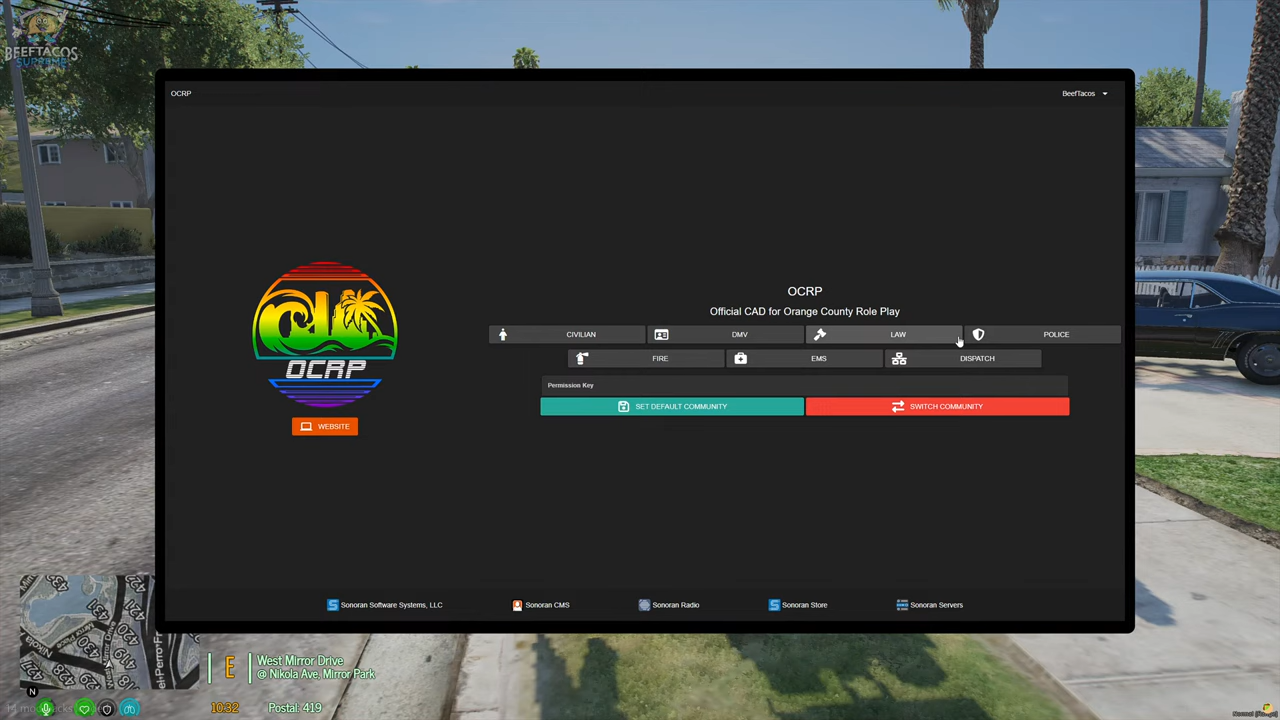 BEEFTACOS
SUPREME
OCRP
BeefTacos
OCRP
WEBSITE
OCRP
Official CAD for Orange County Role Play
CIVILIAN
DMV
LAW
POLICE
FIRE
EMS
DISPATCH
Permission Key
SET DEFAULT COMMUNITY
SWITCH COMMUNITY
Sonoran Software Systems, LLC
Sonoran CMS
Sonoran Radio
Sonoran Store
Sonoran Servers
E
West Mirror Drive
@ Nikola Ave, Mirror Park
N
10:32
Postal: 419